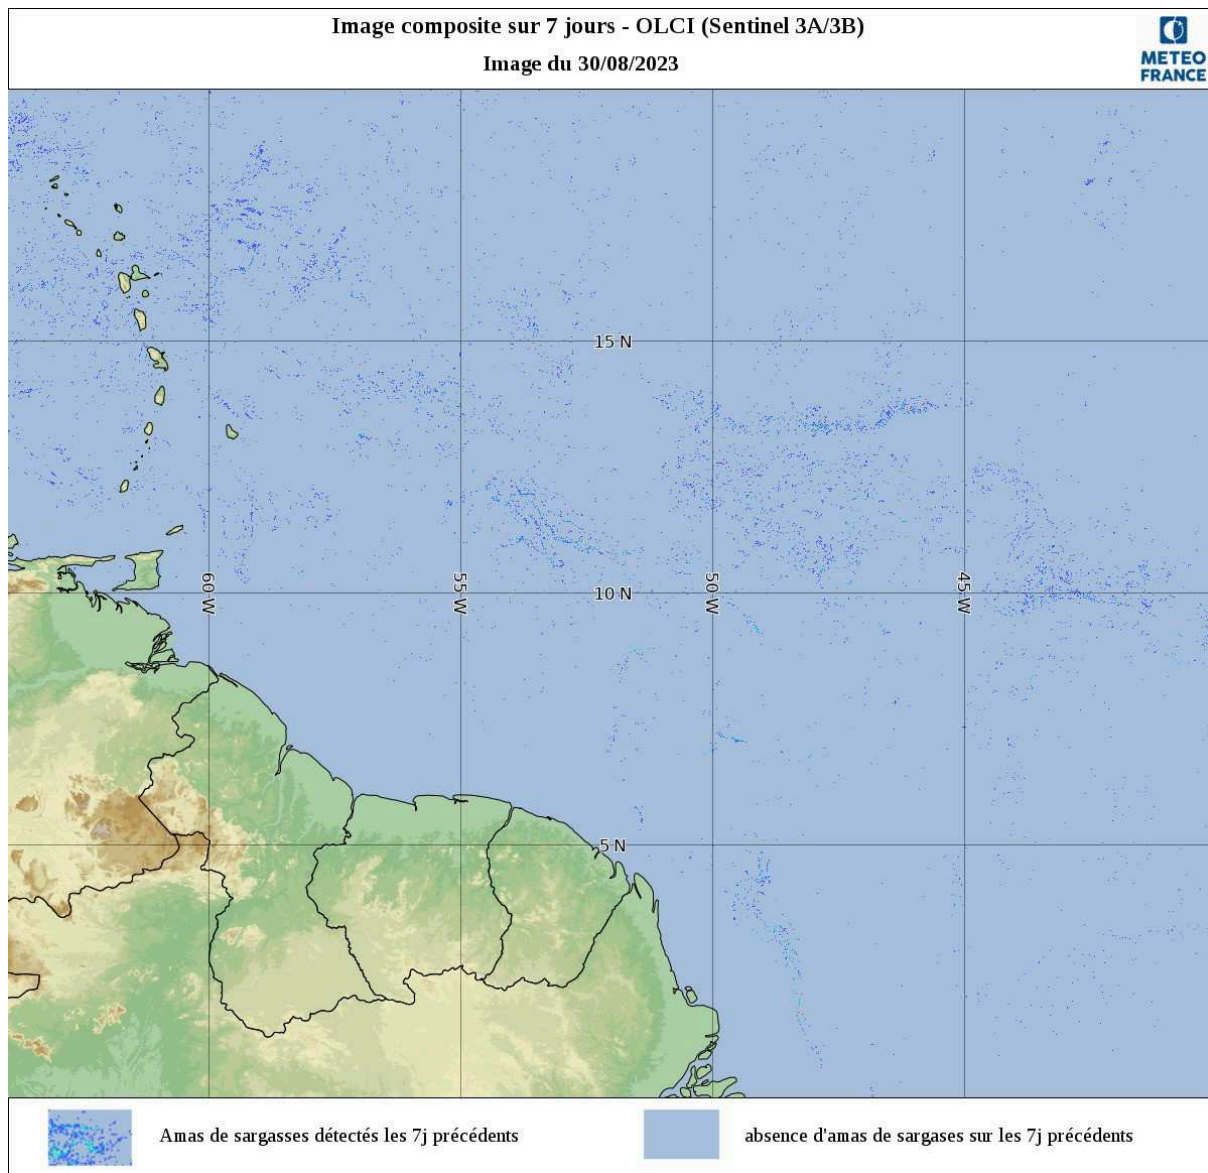 Image composite sur 7 jours - OLCI (Sentinel 3A/3B)
Image du 30/08/2023
METEO
FRANCE
15 N
60 W
55 W
10 N
50 W
45 W
5 N
Amas de sargasses détectés les 7j précédents
absence d'amas de sargases sur les 7j précédents